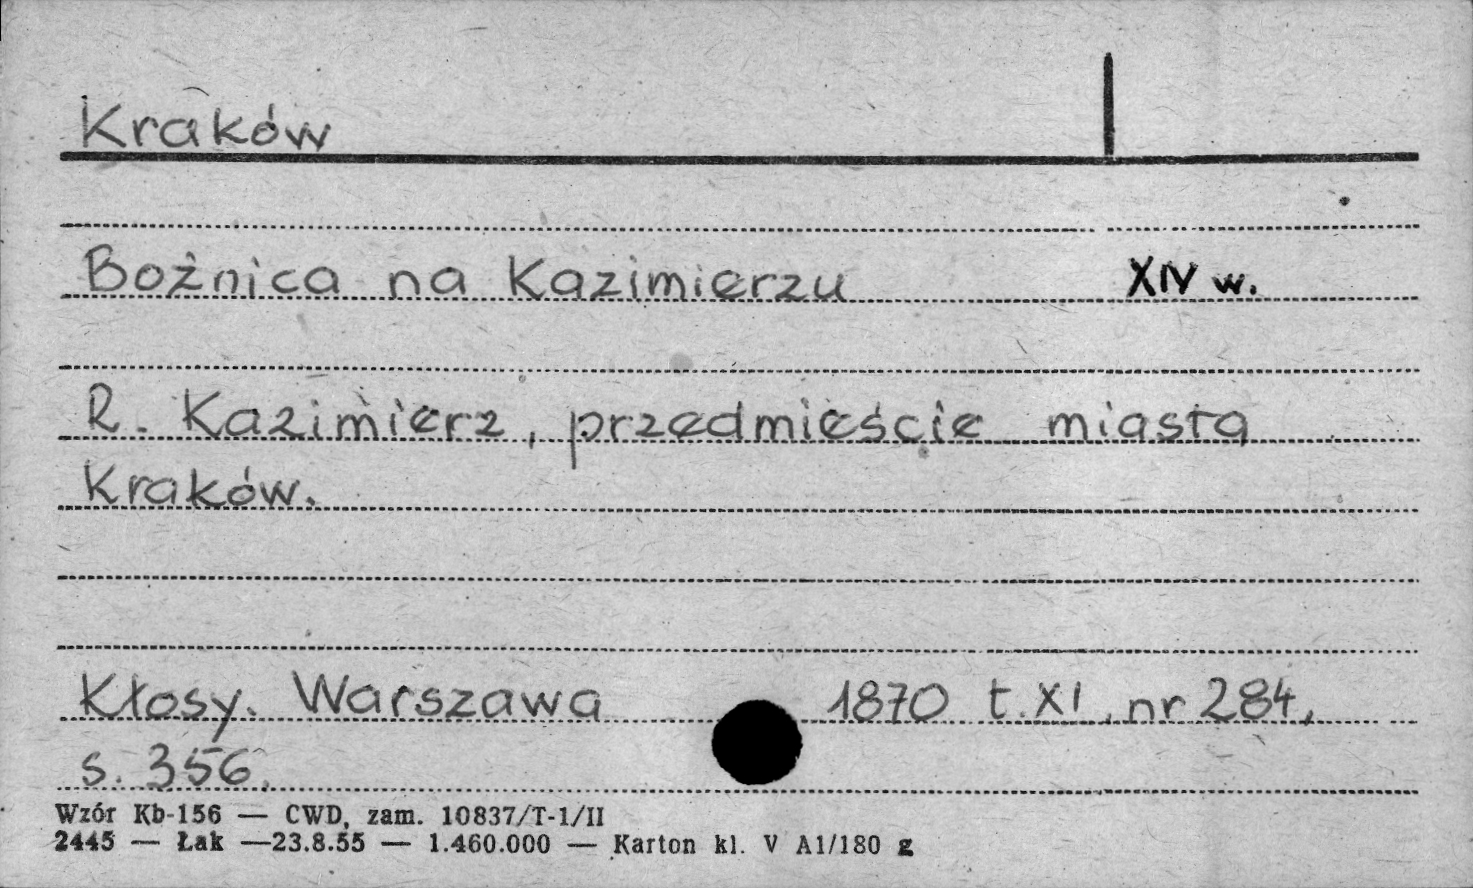 Kraków
Bożnica na Kazimierzu XIV w.
R. Kazimierz, przedmieście miasta
Kraków.
Kłosy. Warszawa 1870 t. XI, nr 284,
s. 356.
Wzór Kb-156 — CWD, zam. 10837/T-1/II
2445 — Łak —23.8.55 — 1.460.000 — Karton kl. V A1/180 g